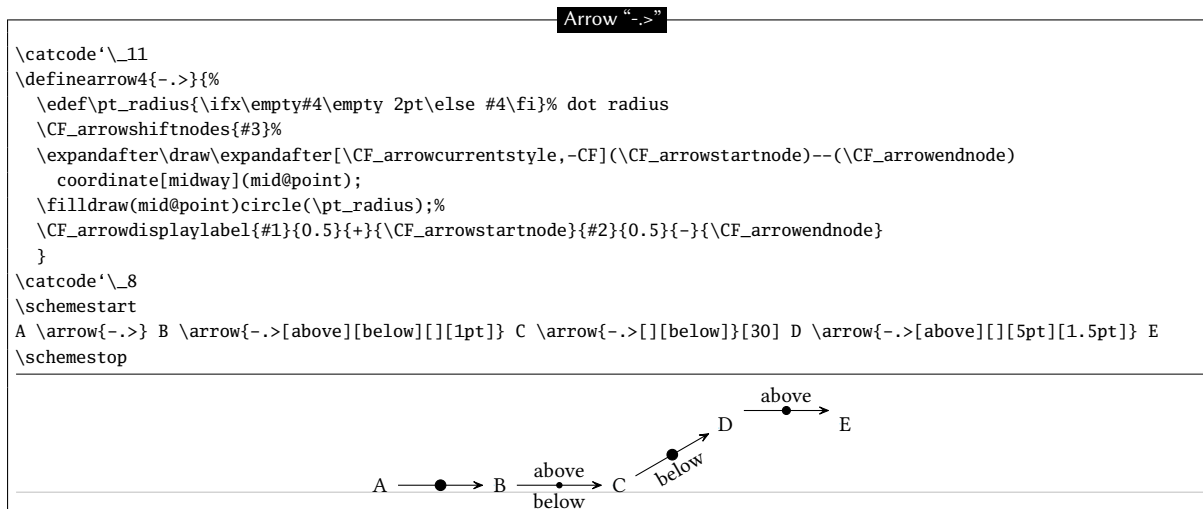 Arrow “-.>”
\catcode‘\_11
\definearrow4{-.>}{%
\edef\pt_radius{\ifx\empty#4\empty 2pt\else #4\fi}% dot radius
\CF_arrowshiftnodes{#3}%
\expandafter\draw\expandafter[\CF_arrowcurrentstyle,-CF](\CF_arrowstartnode)--(\CF_arrowendnode)
coordinate[midway](mid@point);
\filldraw(mid@point)circle(\pt_radius);%
\CF_arrowdisplaylabel{#1}{0.5}{+}{\CF_arrowstartnode}{#2}{0.5}{-}{\CF_arrowendnode}
}
\catcode‘\_8
\schemestart
A \arrow{-.>} B \arrow{-.>[above][below][][1pt]} C \arrow{-.>[][below]}[30] D \arrow{-.>[above][][5pt][1.5pt]} E
\schemestop
above
D E
below
above
A B C
below